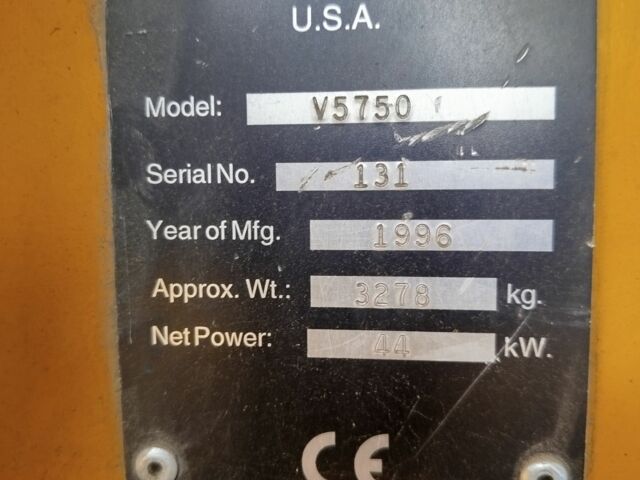 U.S.A.
Model: V5750
Serial No. 131
Year of Mfg. 1996
Approx. Wt.: 3278 kg.
Net Power: 44 kW.
CE